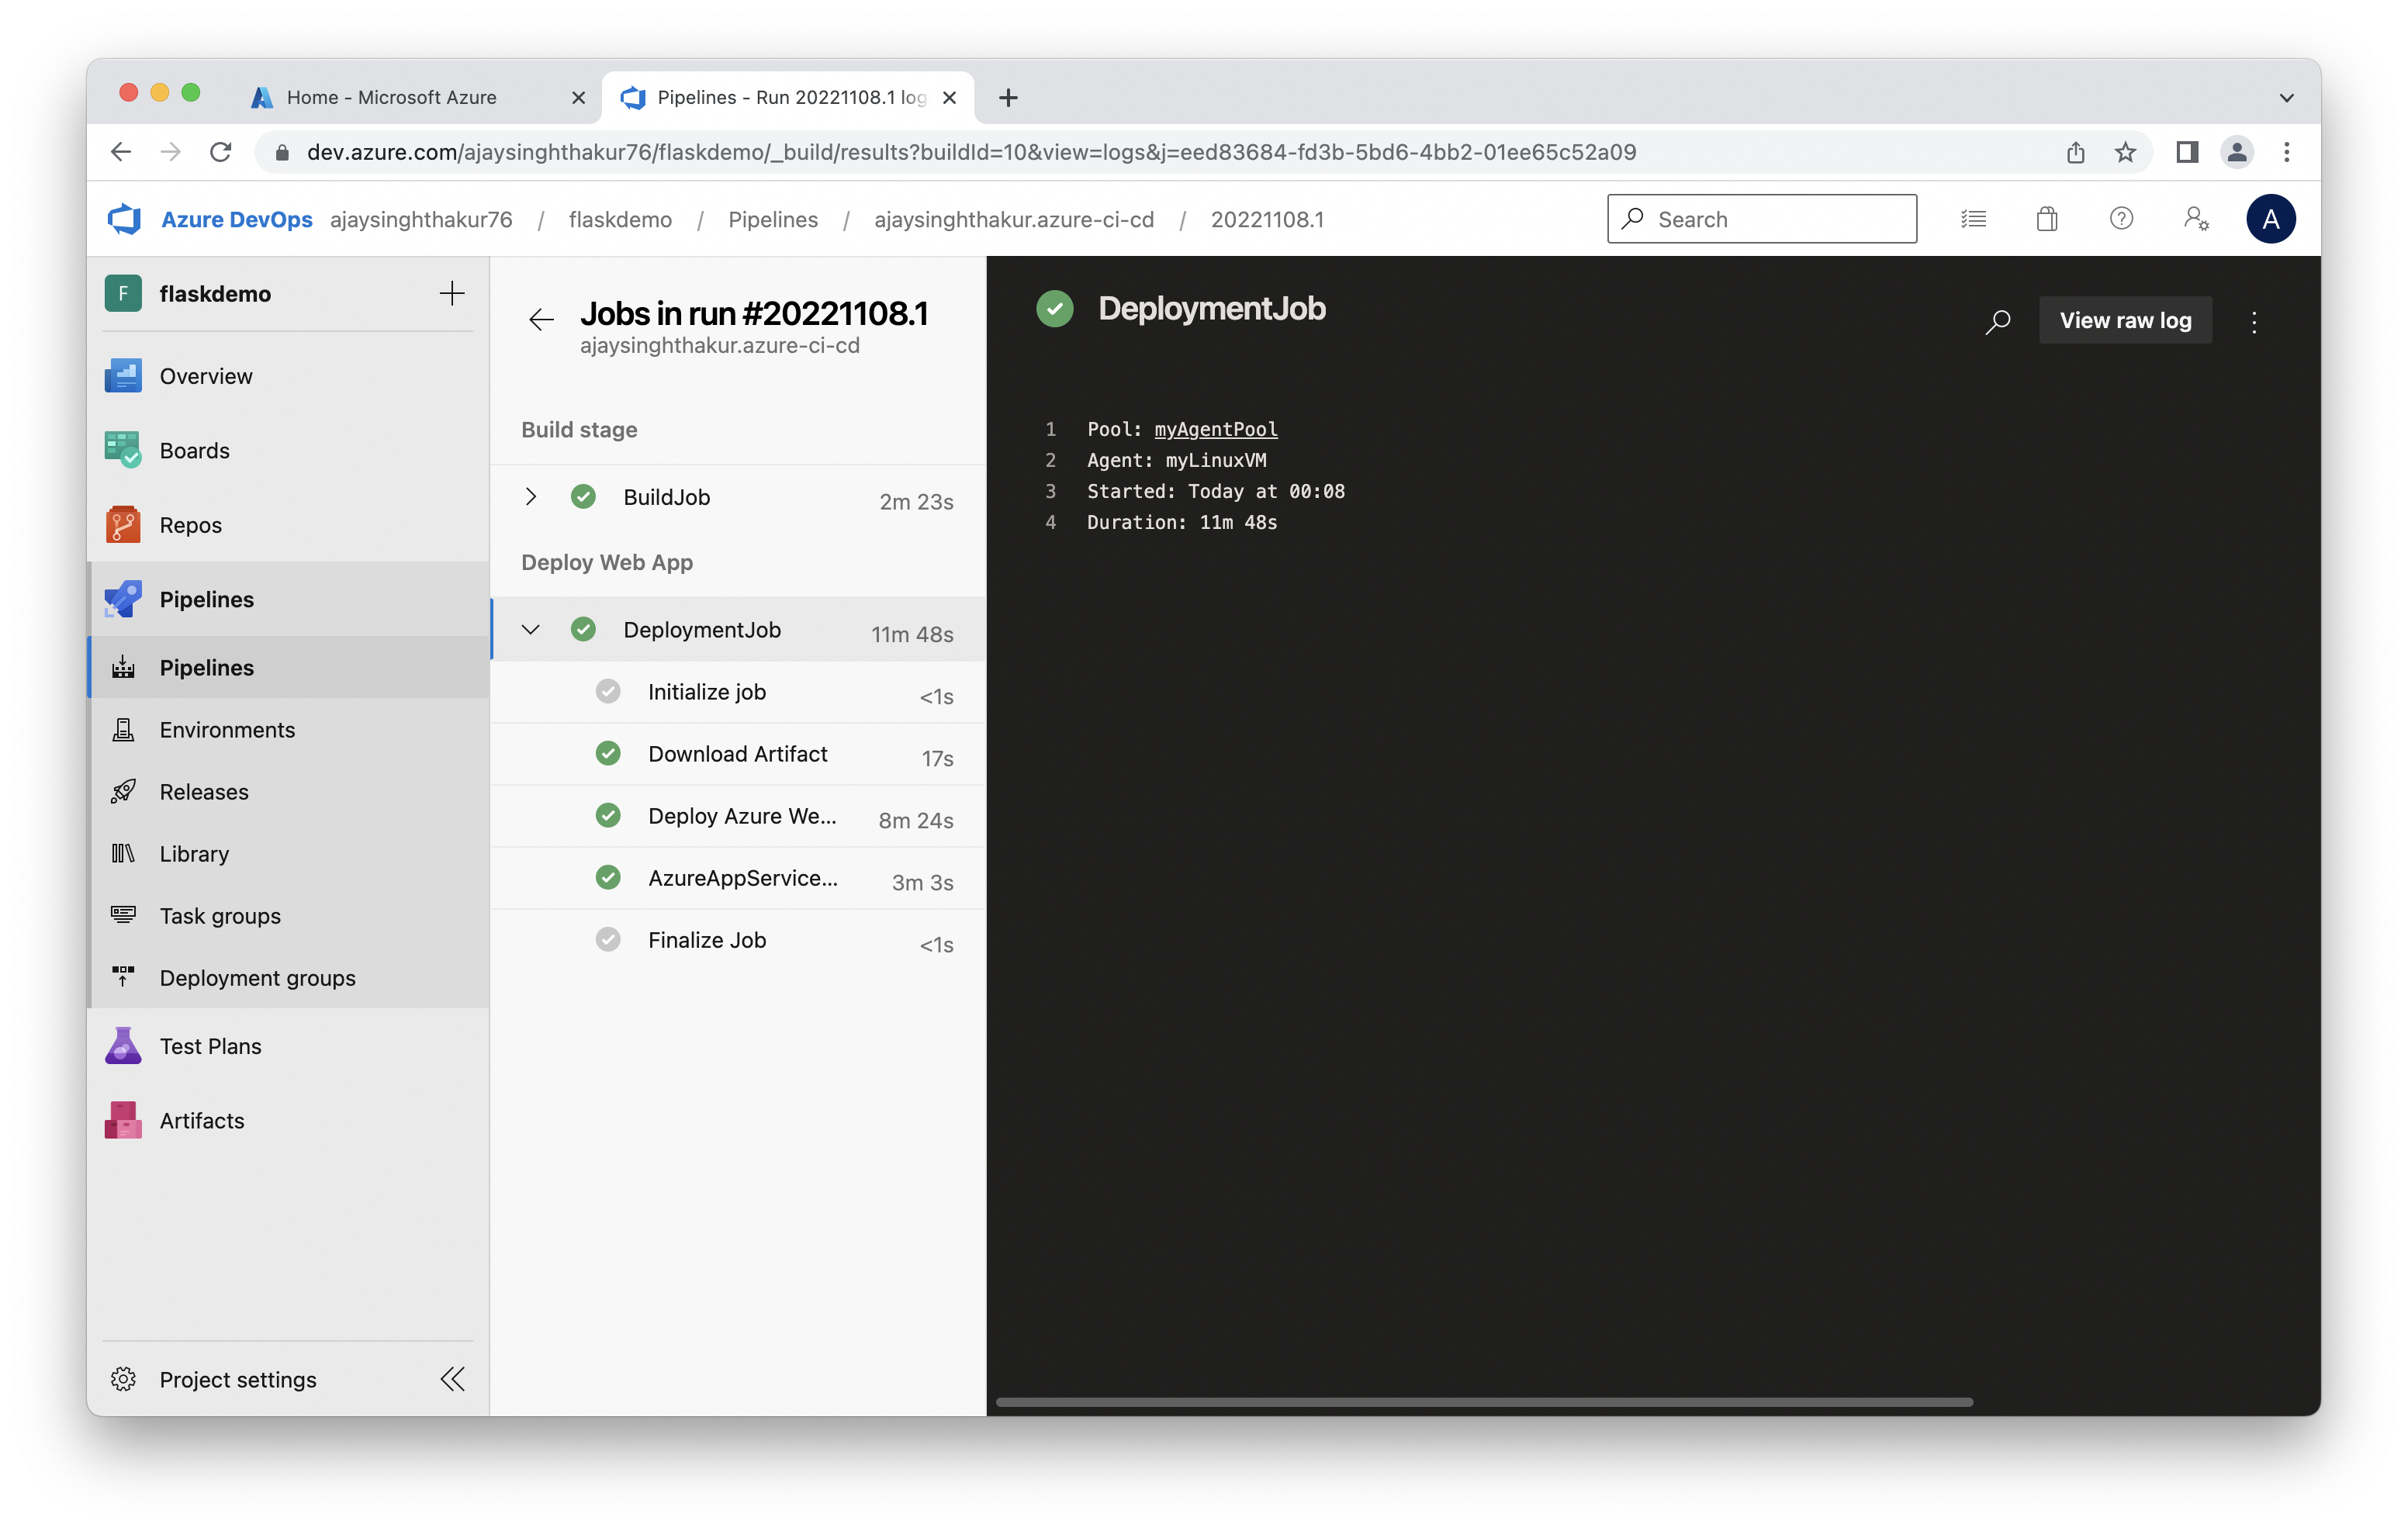 Home - Microsoft Azure
Pipelines - Run 20221108.1 log
dev.azure.com/ajaysinghthakur76/flaskdemo/_build/results?buildId=10&view=logs&j=eed83684-fd3b-5bd6-4bb2-01ee65c52a09
Azure DevOps ajaysinghthakur76 / flaskdemo / Pipelines / ajaysinghthakur.azure-ci-cd / 20221108.1
Search
A
F flaskdemo
Overview
Boards
Repos
Pipelines
Pipelines
Environments
Releases
Library
Task groups
Deployment groups
Test Plans
Artifacts
Project settings
Jobs in run #20221108.1
ajaysinghthakur.azure-ci-cd
Build stage
BuildJob 2m 23s
Deploy Web App
DeploymentJob 11m 48s
Initialize job <1s
Download Artifact 17s
Deploy Azure We... 8m 24s
AzureAppService... 3m 3s
Finalize Job <1s
DeploymentJob
View raw log
1 Pool: myAgentPool
2 Agent: myLinuxVM
3 Started: Today at 00:08
4 Duration: 11m 48s